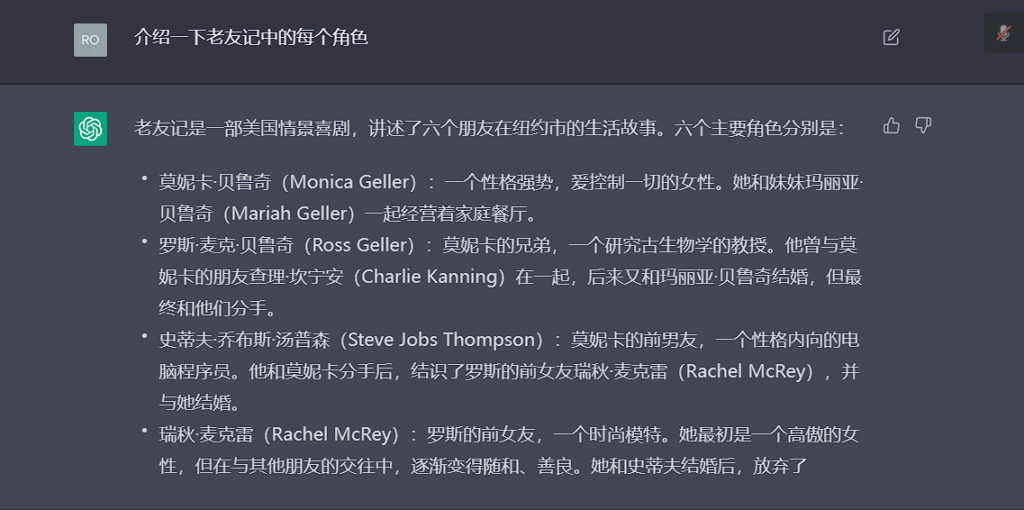 RO
介绍一下老友记中的每个角色
老友记是一部美国情景喜剧，讲述了六个朋友在纽约市的生活故事。六个主要角色分别是：
• 莫妮卡·贝鲁奇（Monica Geller）：一个性格强势，爱控制一切的女性。她和妹妹玛丽亚·
贝鲁奇（Mariah Geller）一起经营着家庭餐厅。
• 罗斯·麦克·贝鲁奇（Ross Geller）：莫妮卡的兄弟，一个研究古生物学的教授。他曾与莫
妮卡的朋友查理·坎宁安（Charlie Kanning）在一起，后来又和玛丽亚·贝鲁奇结婚，但最
终和他们分手。
• 史蒂夫·乔布斯·汤普森（Steve Jobs Thompson）：莫妮卡的前男友，一个性格内向的电
脑程序员。他和莫妮卡分手后，结识了罗斯的前女友瑞秋·麦克雷（Rachel McRey），并
与她结婚。
• 瑞秋·麦克雷（Rachel McRey）：罗斯的前女友，一个时尚模特。她最初是一个高傲的女
性，但在与其他朋友的交往中，逐渐变得随和、善良。她和史蒂夫结婚后，放弃了